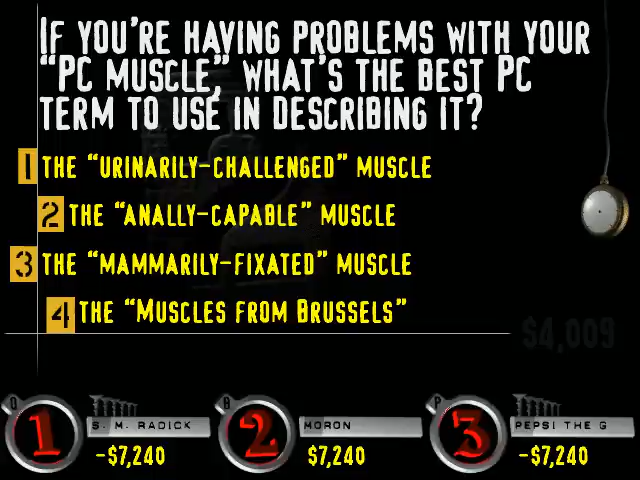 If you're having problems with your
"PC muscle," what's the best PC
term to use in describing it?
1 the "urinarily-challenged" muscle
2 the "anally-capable" muscle
3 the "mammarily-fixated" muscle
4 the "Muscles from Brussels"
$4,009
Q B P
1 S. M. RADICK 2 MORON 3 PEPSI THE G
-$7,240 $7,240 -$7,240